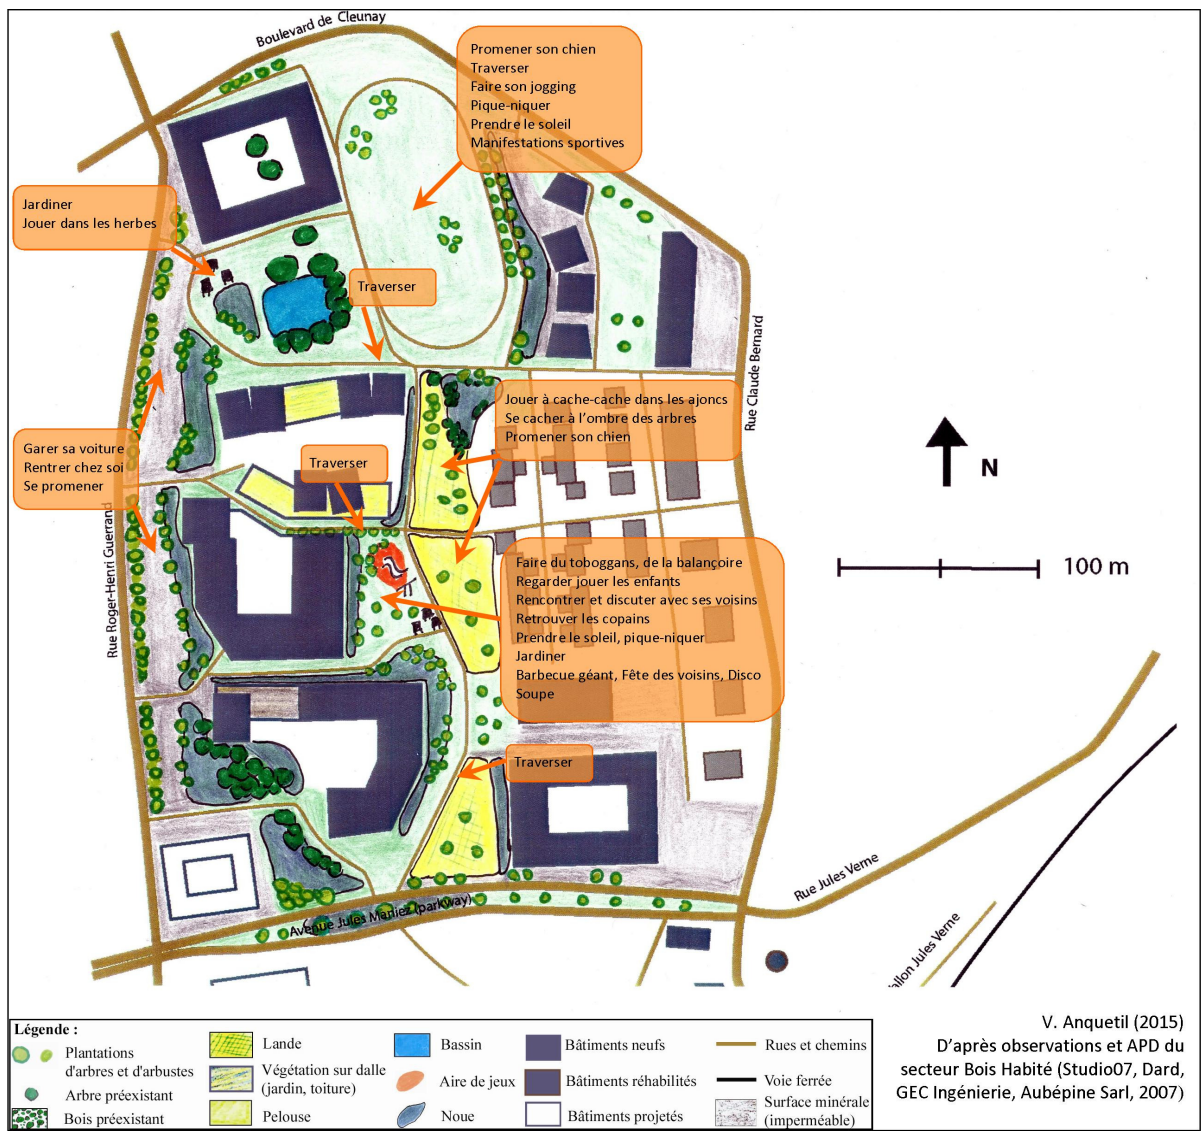 Boulevard de Cleunay
Promener son chien
Traverser
Faire son jogging
Pique-niquer
Prendre le soleil
Manifestations sportives
Jardiner
Jouer dans les herbes
Traverser
Rue Claude Bernard
Jouer à cache-cache dans les ajoncs
Se cacher à l'ombre des arbres
Promener son chien
Garer sa voiture
Rentrer chez soi
Se promener
Traverser
N
Rue Roger-Henri Guerrand
100 m
Faire du toboggans, de la balançoire
Regarder jouer les enfants
Rencontrer et discuter avec ses voisins
Retrouver les copains
Prendre le soleil, pique-niquer
Jardiner
Barbecue géant, Fête des voisins, Disco
Soupe
Traverser
Rue Jules Verne
Avenue Jules Maniez (parkway)
allon Jules Verne
Légende :
Plantations
d'arbres et d'arbustes
Arbre préexistant
Bois préexistant
Lande
Végétation sur dalle
(jardin, toiture)
Pelouse
Bassin
Aire de jeux
Noue
Bâtiments neufs
Bâtiments réhabilités
Bâtiments projetés
Rues et chemins
Voie ferrée
Surface minérale
(imperméable)
V. Anquetil (2015)
D'après observations et APD du
secteur Bois Habité (Studio07, Dard,
GEC Ingénierie, Aubépine Sarl, 2007)